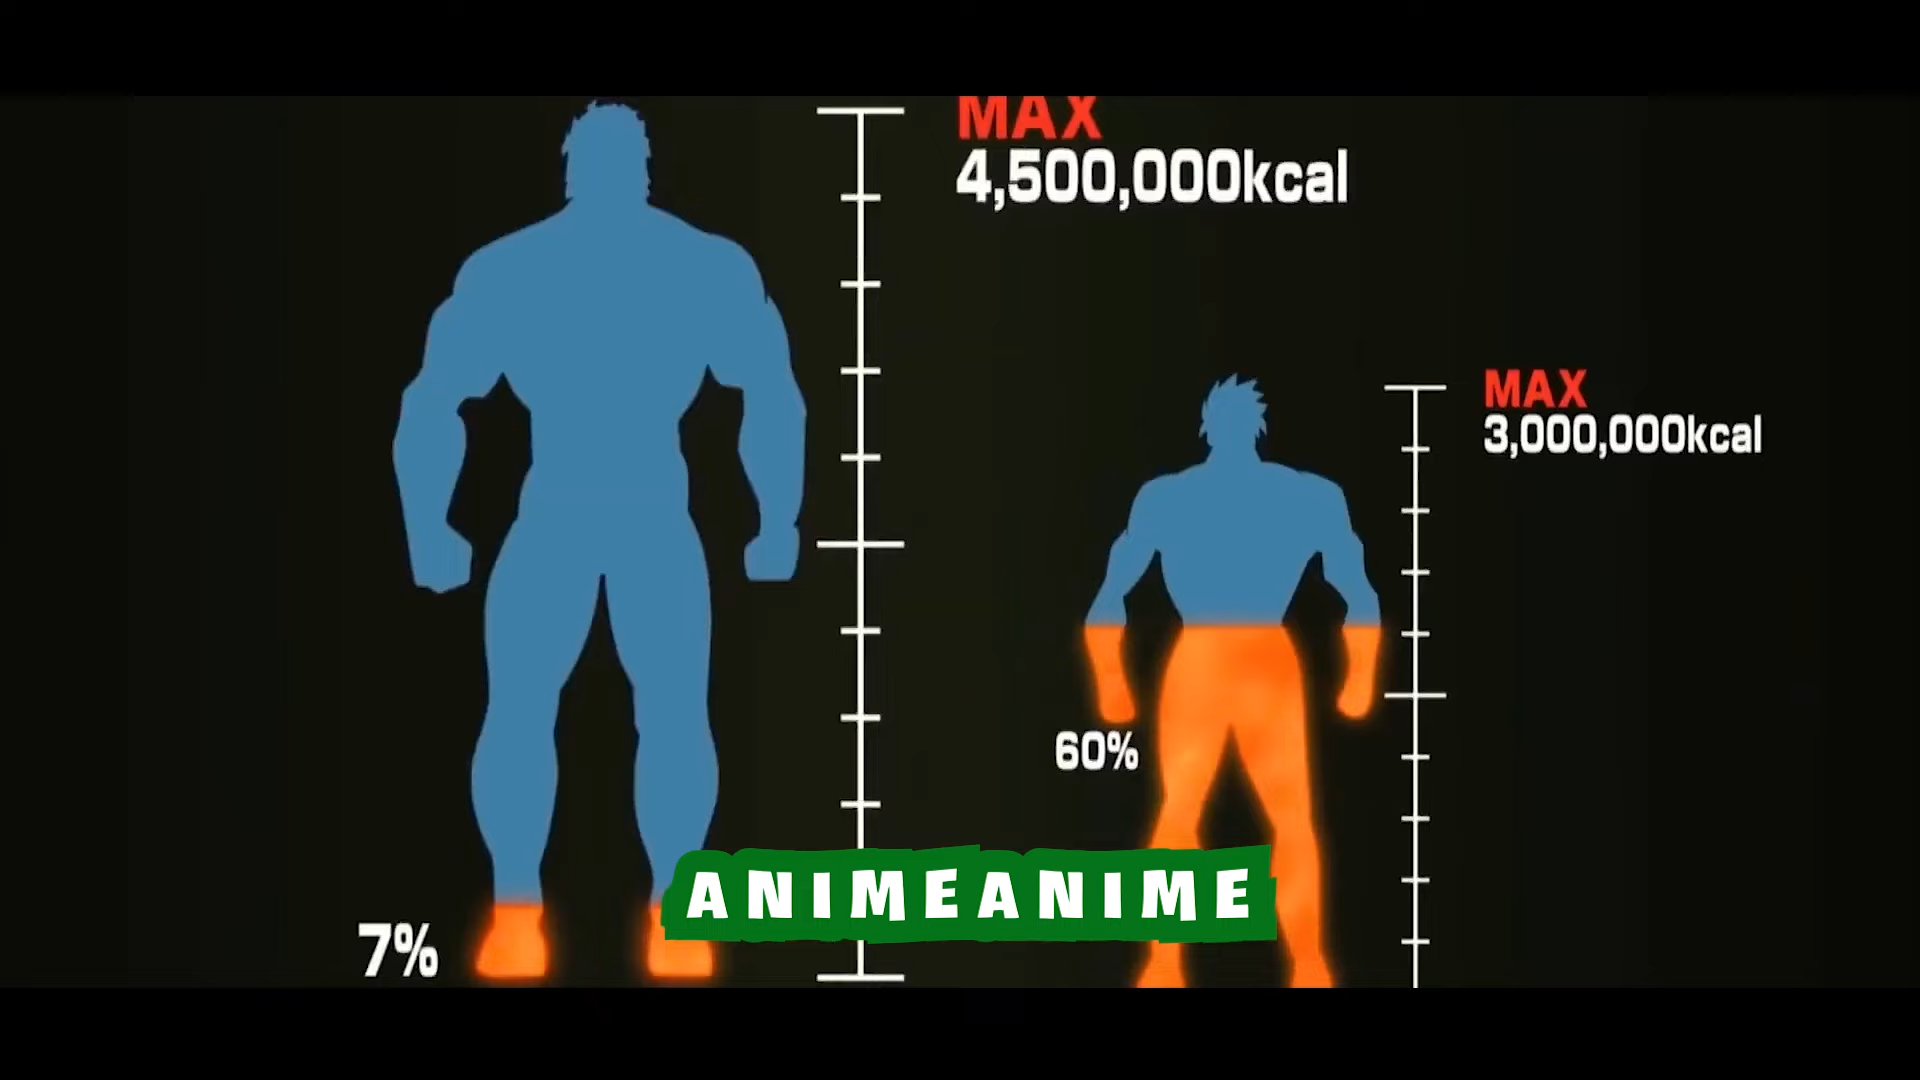 MAX
4,500,000kcal
MAX
3,000,000kcal
60%
7%
ANIMEANIME